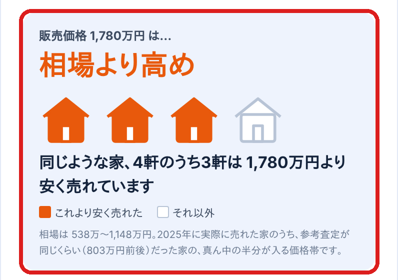 販売価格 1,780万円 は…
相場より高め
同じような家、4軒のうち3軒は 1,780万円より
安く売れています
これより安く売れた それ以外
相場は 538万〜1,148万円。2025年に実際に売れた家のうち、参考査定が
同じくらい（803万円前後）だった家の、真ん中の半分が入る価格帯です。